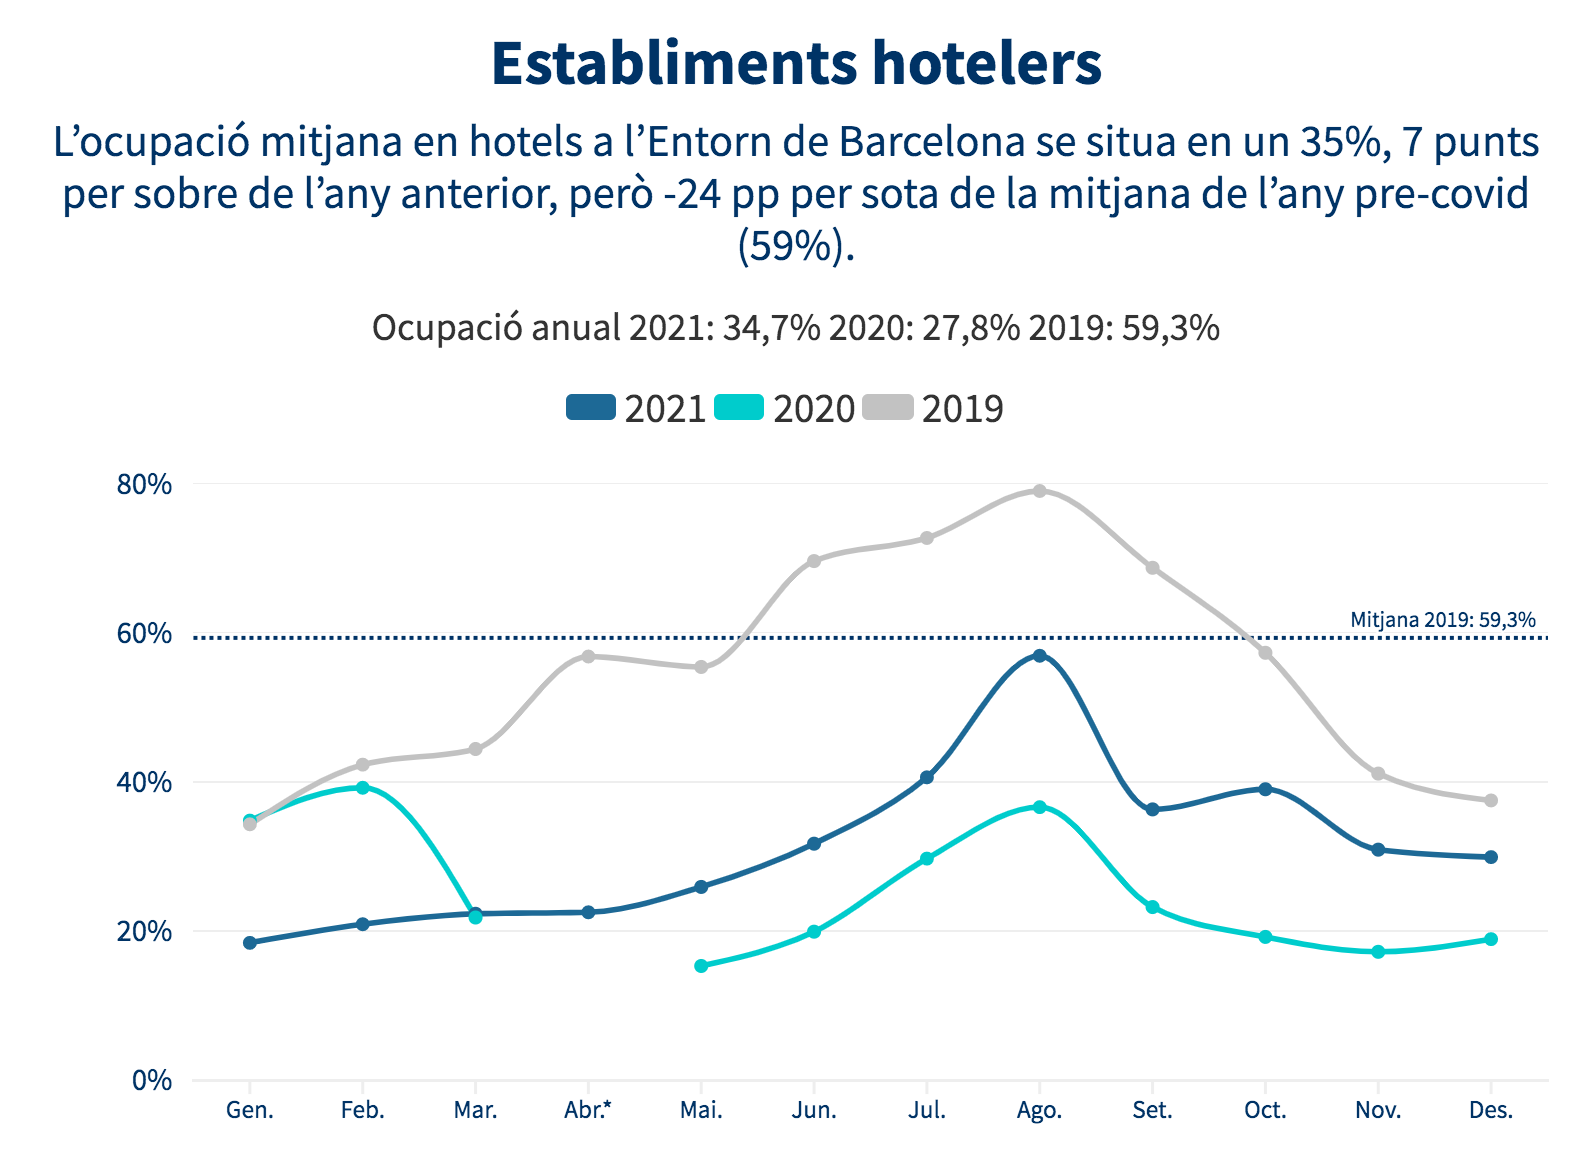 Establiments hotelers
L’ocupació mitjana en hotels a l’Entorn de Barcelona se situa en un 35%, 7 punts
per sobre de l’any anterior, però -24 pp per sota de la mitjana de l’any pre-covid
(59%).
Ocupació anual 2021: 34,7% 2020: 27,8% 2019: 59,3%
2021 2020 2019
80%
Mitjana 2019: 59,3%
60%
40%
20%
0%
Gen. Feb. Mar. Abr.* Mai. Jun. Jul. Ago. Set. Oct. Nov. Des.